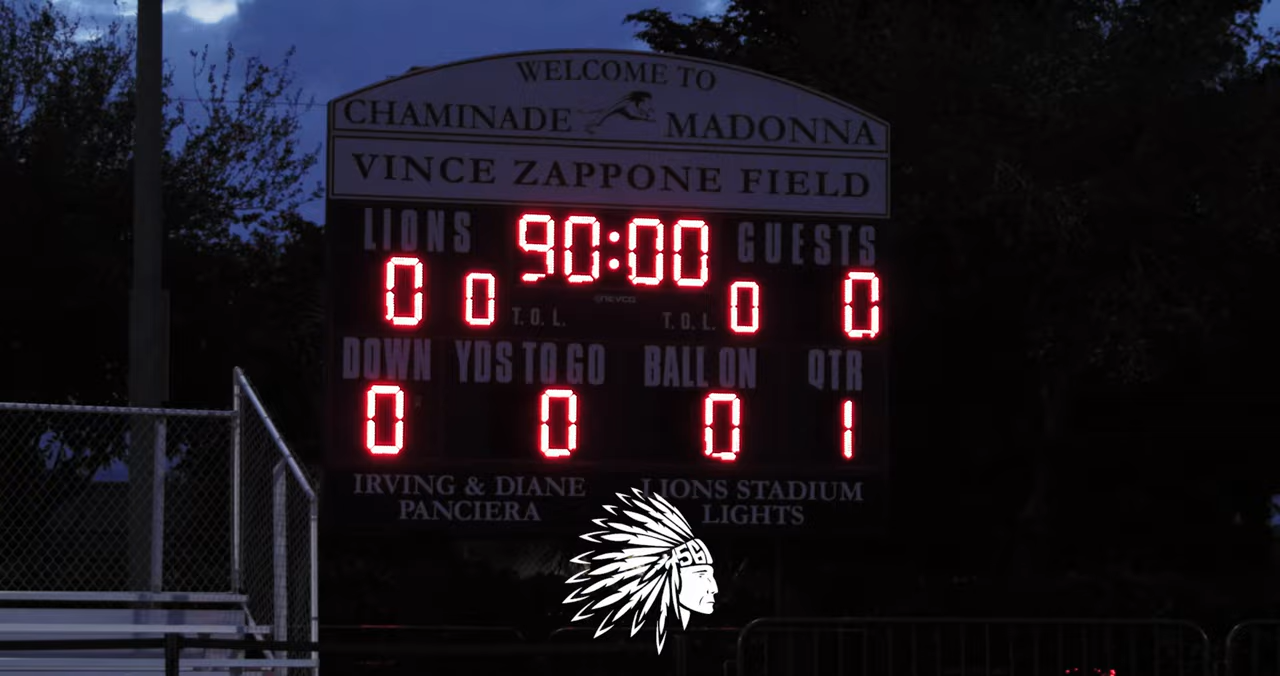 WELCOME TO
CHAMINADE MADONNA
VINCE ZAPPONE FIELD
LIONS 90:00 GUESTS
0 0 T.O.L. T.O.L. 0 0
NEVCO
DOWN YDS TO GO BALL ON QTR
0 0 0 1
IRVING & DIANE PANCIERA
LIONS STADIUM LIGHTS